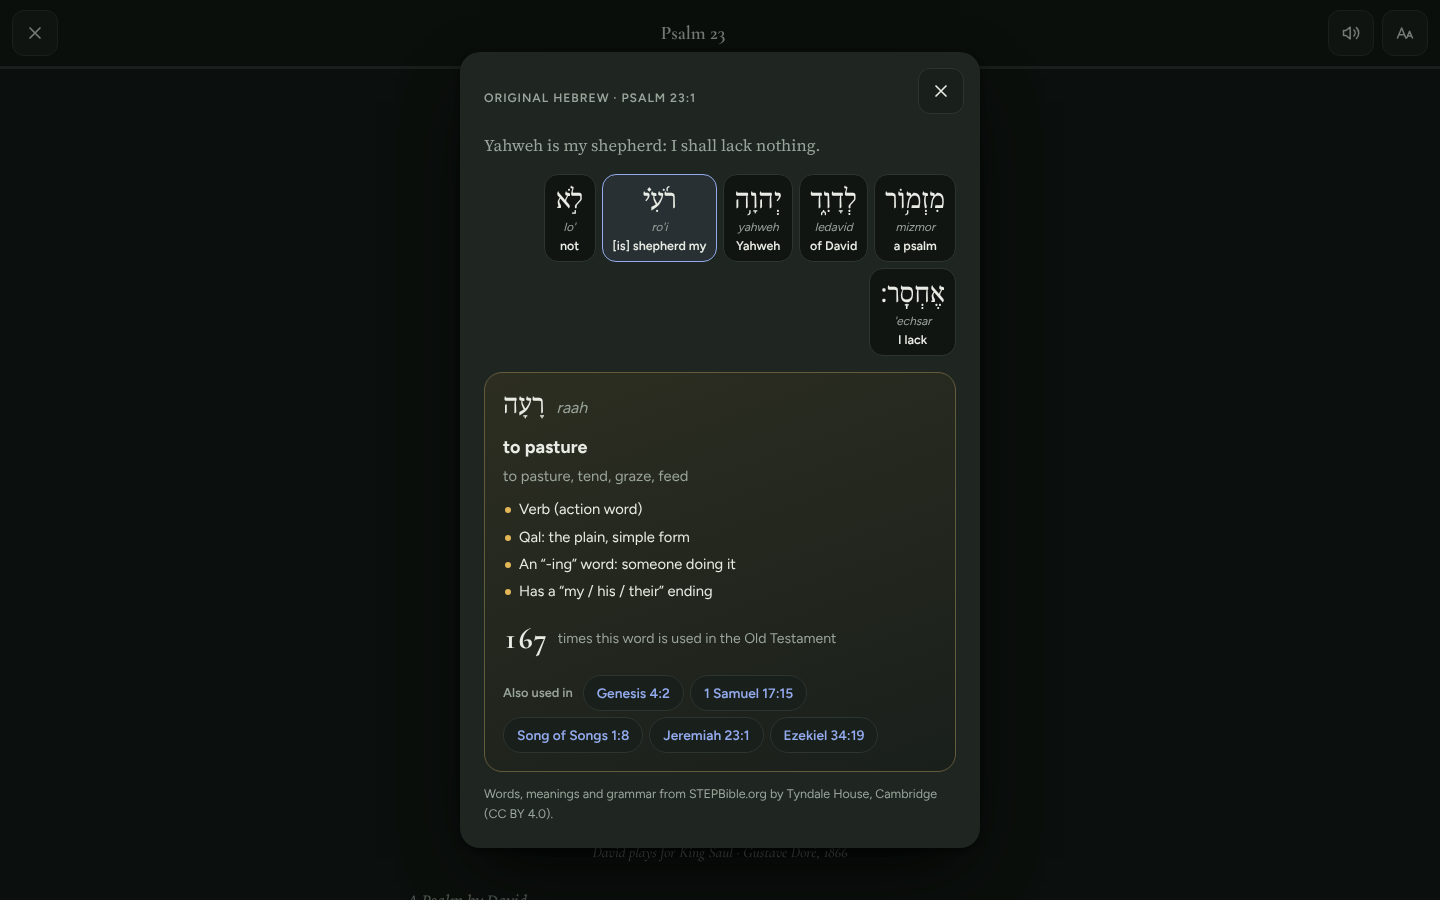 Psalm 23
AA
ORIGINAL HEBREW · PSALM 23:1
Yahweh is my shepherd: I shall lack nothing.
מִזְמ֥וֹר לְדָוִ֑ד יְהוָ֥ה רֹ֝עִ֗י לֹ֣א
mizmor ledavid yahweh ro'i lo'
a psalm of David Yahweh [is] shepherd my not
אֶחְסָֽר׃
'echsar
I lack
רָעָה raah
to pasture
to pasture, tend, graze, feed
Verb (action word)
Qal: the plain, simple form
An “-ing” word: someone doing it
Has a “my / his / their” ending
167 times this word is used in the Old Testament
Also used in Genesis 4:2 1 Samuel 17:15
Song of Songs 1:8 Jeremiah 23:1 Ezekiel 34:19
Words, meanings and grammar from STEPBible.org by Tyndale House, Cambridge
(CC BY 4.0).
David plays for King Saul · Gustave Doré, 1866
A Psalm by David